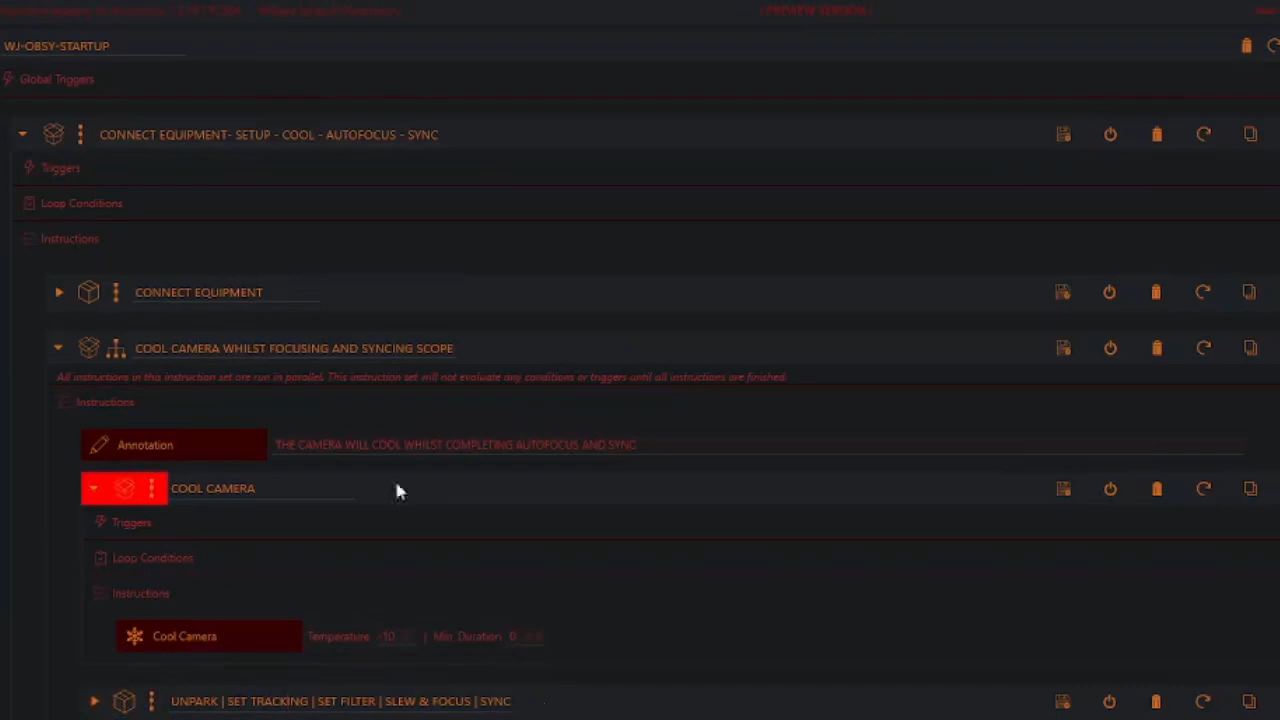 ( PREVIEW VERSION )
WJ-OBSY-STARTUP
Global Triggers
CONNECT EQUIPMENT- SETUP - COOL - AUTOFOCUS - SYNC
Triggers
Loop Conditions
Instructions
CONNECT EQUIPMENT
COOL CAMERA WHILST FOCUSING AND SYNCING SCOPE
All instructions in this instruction set are run in parallel. This instruction set will not evaluate any conditions or triggers until all instructions are finished.
Instructions
Annotation THE CAMERA WILL COOL WHILST COMPLETING AUTOFOCUS AND SYNC
COOL CAMERA
Triggers
Loop Conditions
Instructions
Cool Camera Temperature -10 | Min. Duration 0
UNPARK | SET TRACKING | SET FILTER | SLEW & FOCUS | SYNC